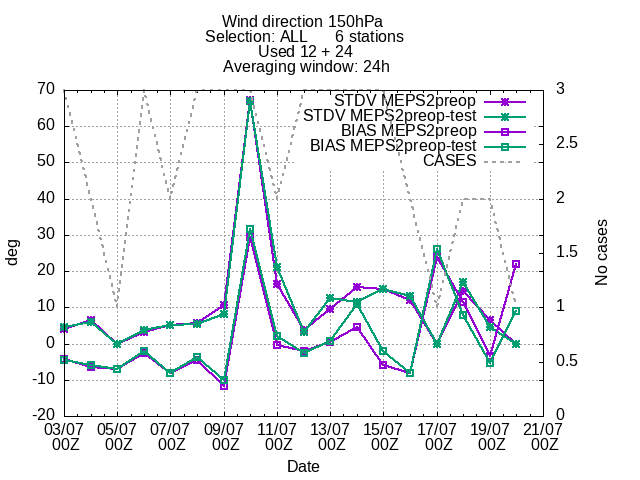 Wind direction 150hPa
Selection: ALL      6 stations
Used 12 + 24
Averaging window: 24h
STDV MEPS2preop
STDV MEPS2preop-test
BIAS MEPS2preop
BIAS MEPS2preop-test
CASES
70
60
50
40
30
20
10
0
-10
-20
deg
3
2.5
2
1.5
1
0.5
0
No cases
03/07 05/07 07/07 09/07 11/07 13/07 15/07 17/07 19/07 21/07
00Z 00Z 00Z 00Z 00Z 00Z 00Z 00Z 00Z 00Z
Date